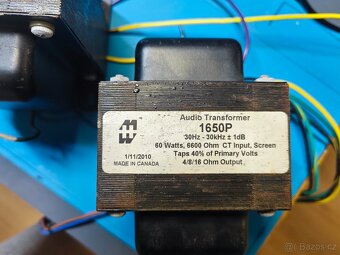 Audio Transformer
1650P
30Hz - 30kHz ± 1dB
60 Watts, 6600 Ohm CT Input, Screen
Taps 40% of Primary Volts
4/8/16 Ohm Output
1/11/2010
MADE IN CANADA